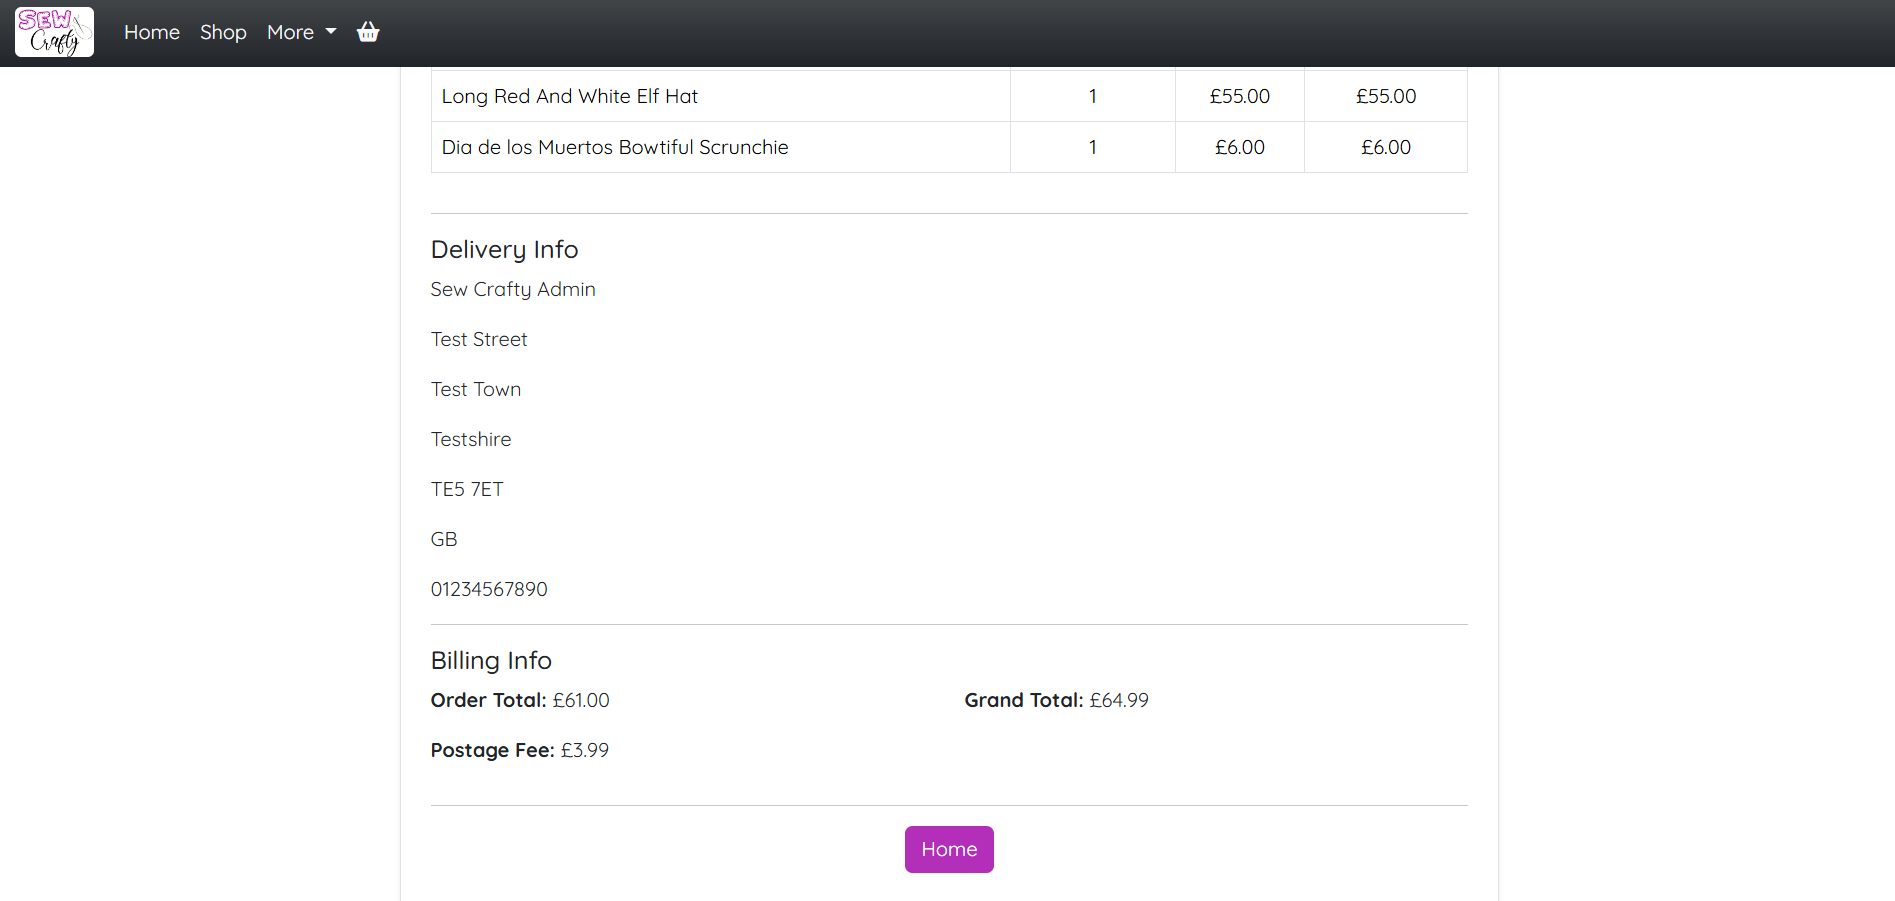 SEW
Crafty
Home Shop More
Long Red And White Elf Hat 1 £55.00 £55.00
Dia de los Muertos Bowtiful Scrunchie 1 £6.00 £6.00
Delivery Info
Sew Crafty Admin
Test Street
Test Town
Testshire
TE5 7ET
GB
01234567890
Billing Info
Order Total: £61.00 Grand Total: £64.99
Postage Fee: £3.99
Home